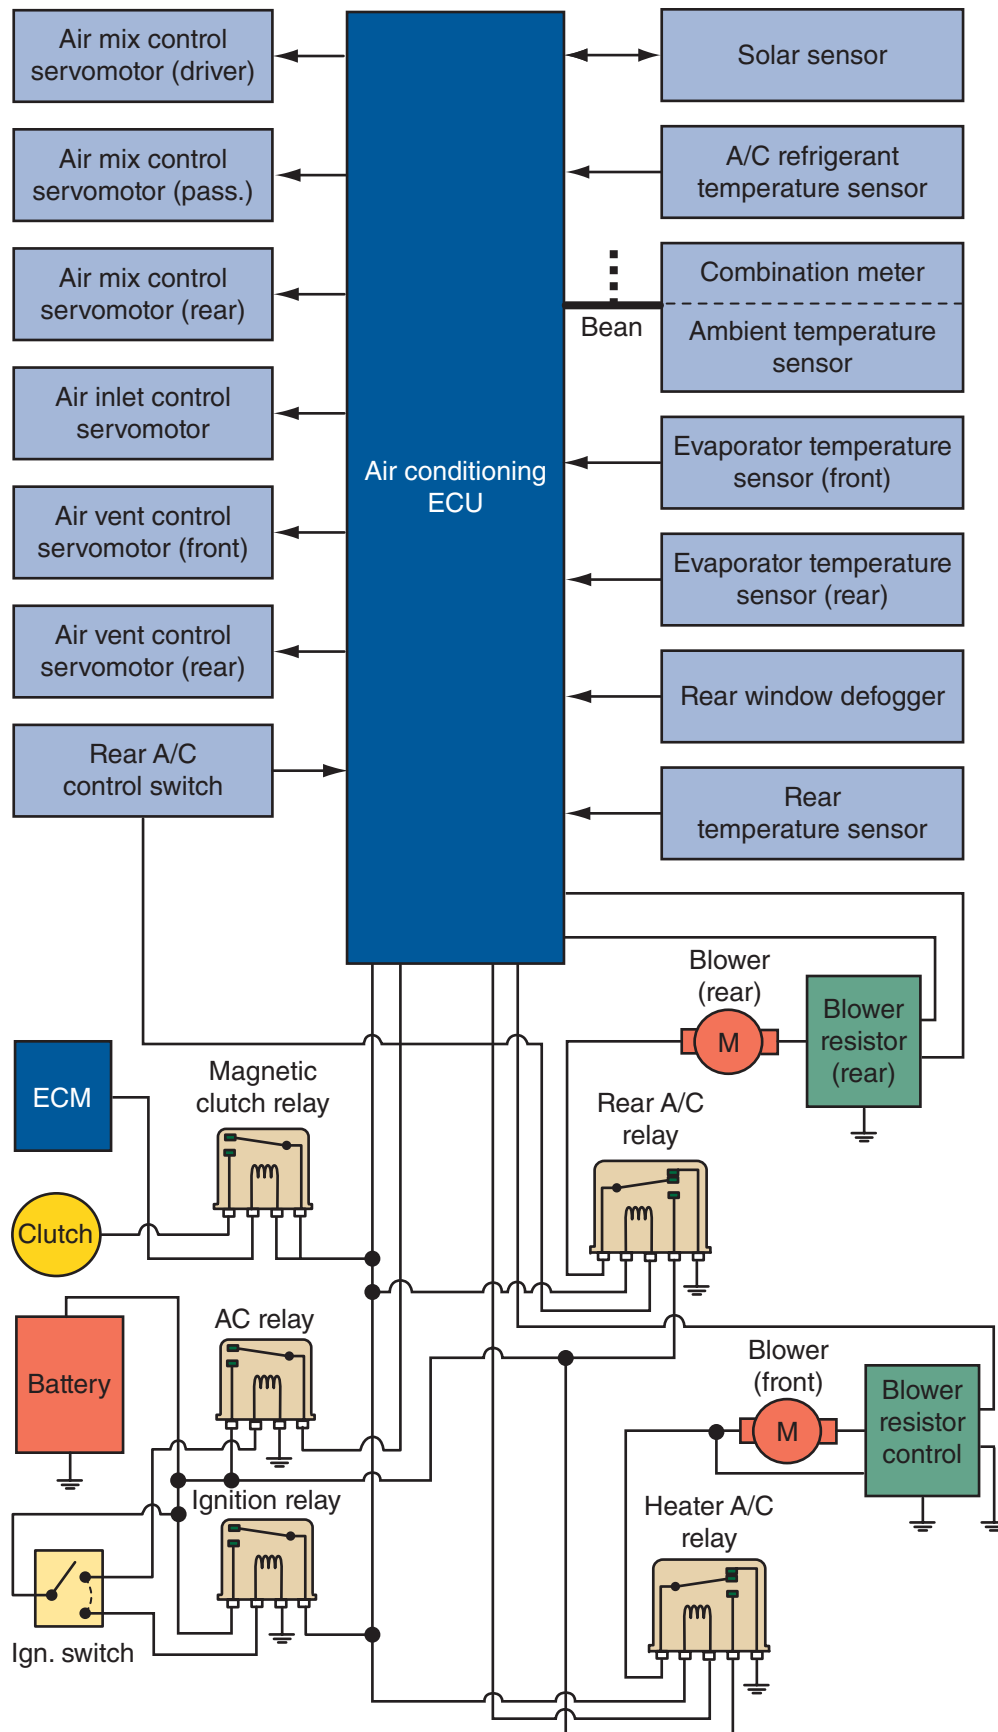 Air mix control
servomotor (driver)
Air mix control
servomotor (pass.)
Air mix control
servomotor (rear)
Air inlet control
servomotor
Air vent control
servomotor (front)
Air vent control
servomotor (rear)
Rear A/C
control switch
Air conditioning
ECU
Solar sensor
A/C refrigerant
temperature sensor
Combination meter
Bean
Ambient temperature
sensor
Evaporator temperature
sensor (front)
Evaporator temperature
sensor (rear)
Rear window defogger
Rear
temperature sensor
Blower
(rear)
M
Blower
resistor
(rear)
ECM
Magnetic
clutch relay
Rear A/C
relay
Clutch
Battery
AC relay
Blower
(front)
M
Blower
resistor
control
Ignition relay
Heater A/C
relay
Ign. switch